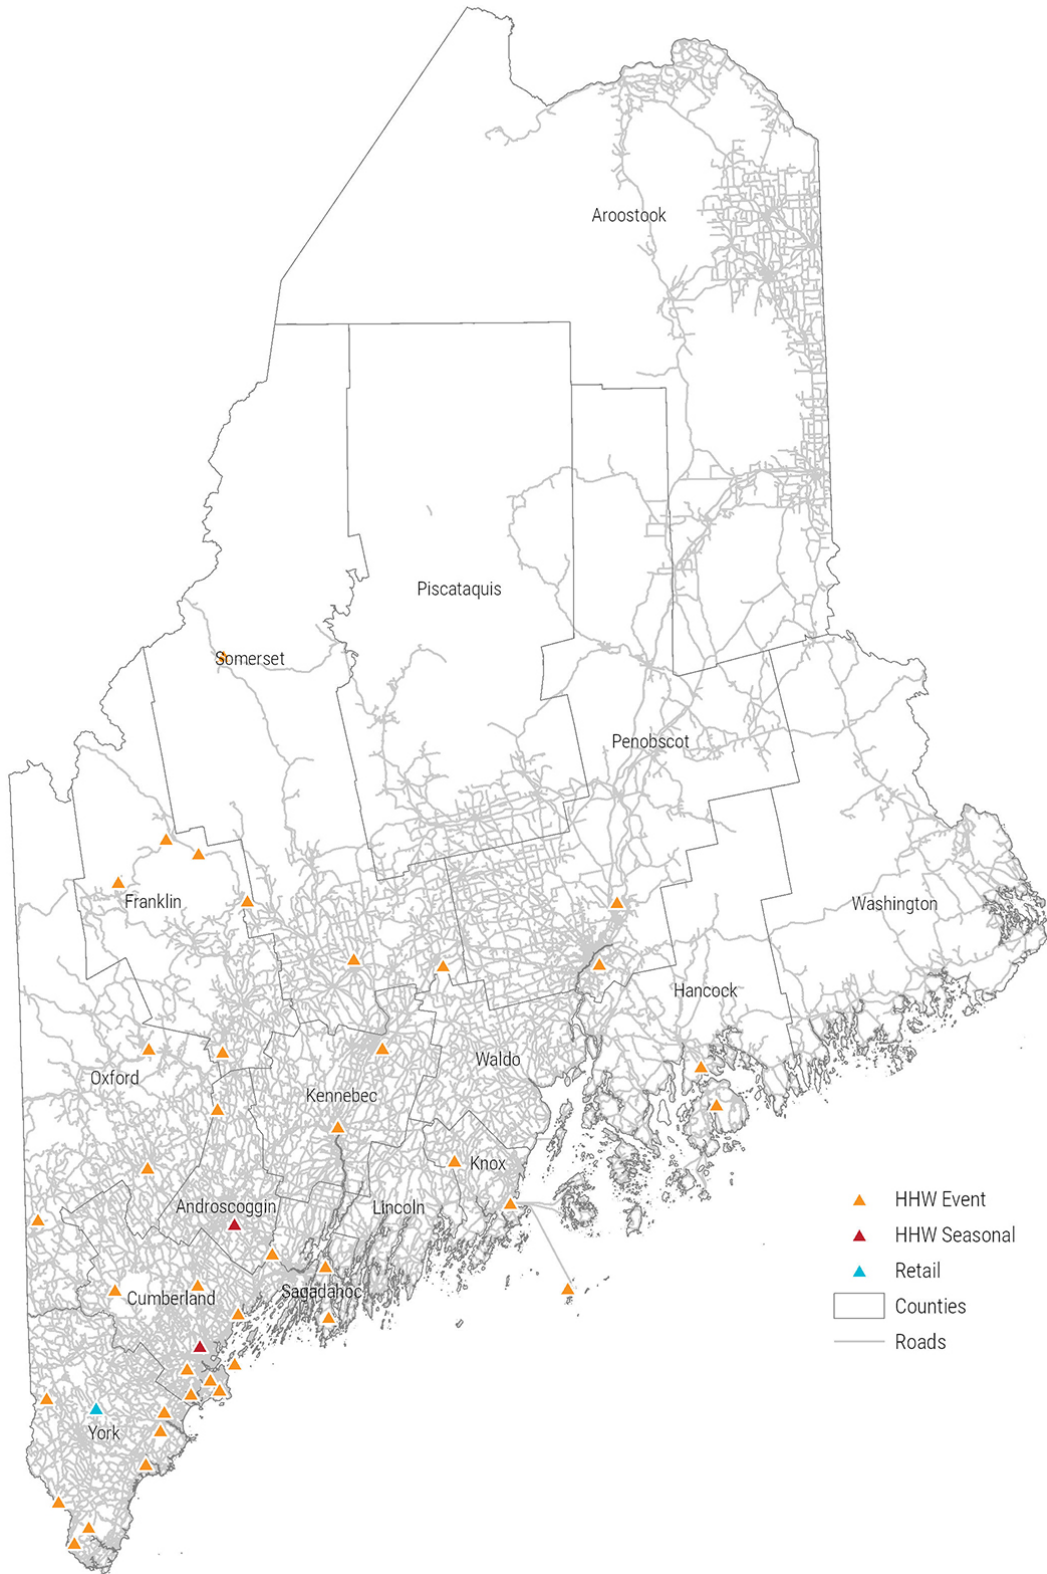 Aroostook
Piscataquis
Somerset
Penobscot
Franklin
Washington
Hancock
Waldo
Oxford
Kennebec
Knox
Androscoggin
Lincoln
Cumberland
Sagadahoc
York
HHW Event
HHW Seasonal
Retail
Counties
Roads